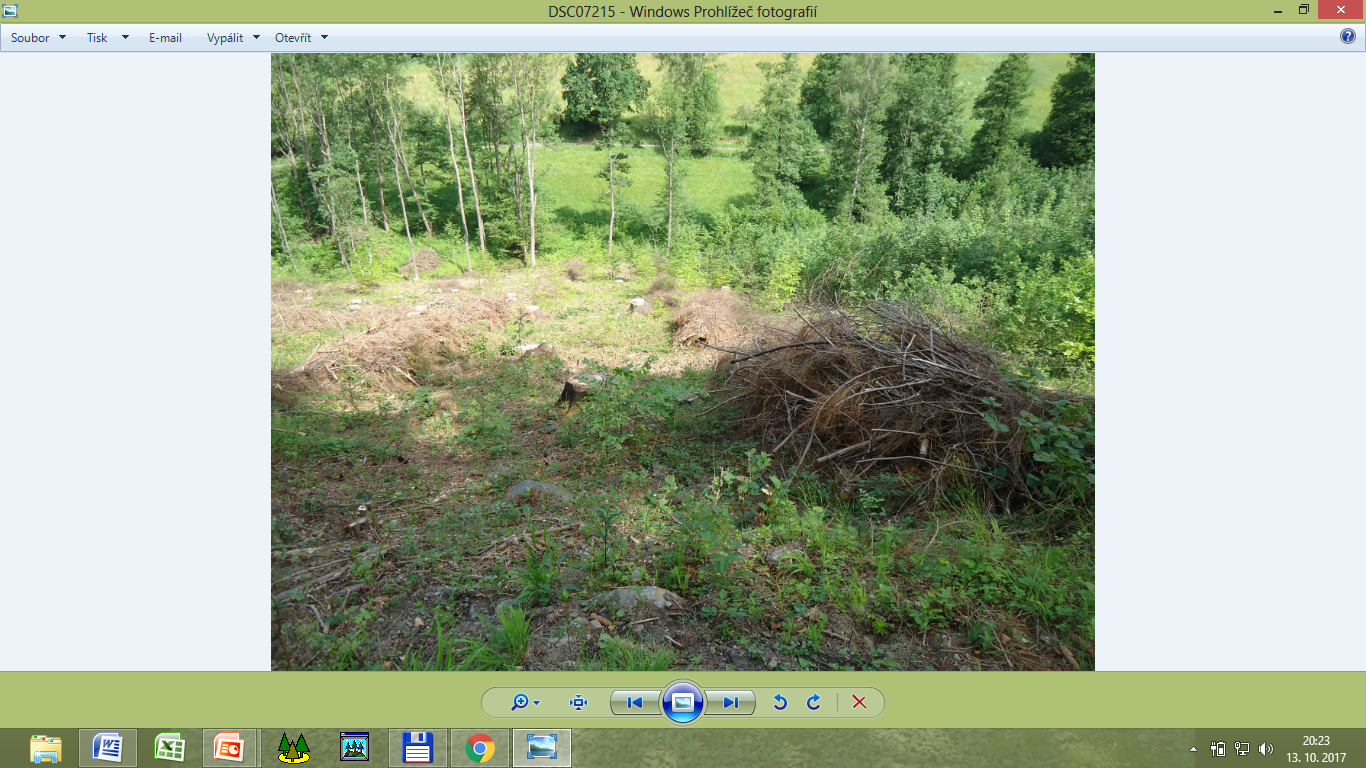 DSC07215 - Windows Prohlížeč fotografií
Soubor Tisk E-mail Vypálit Otevřít
20:23
13. 10. 2017